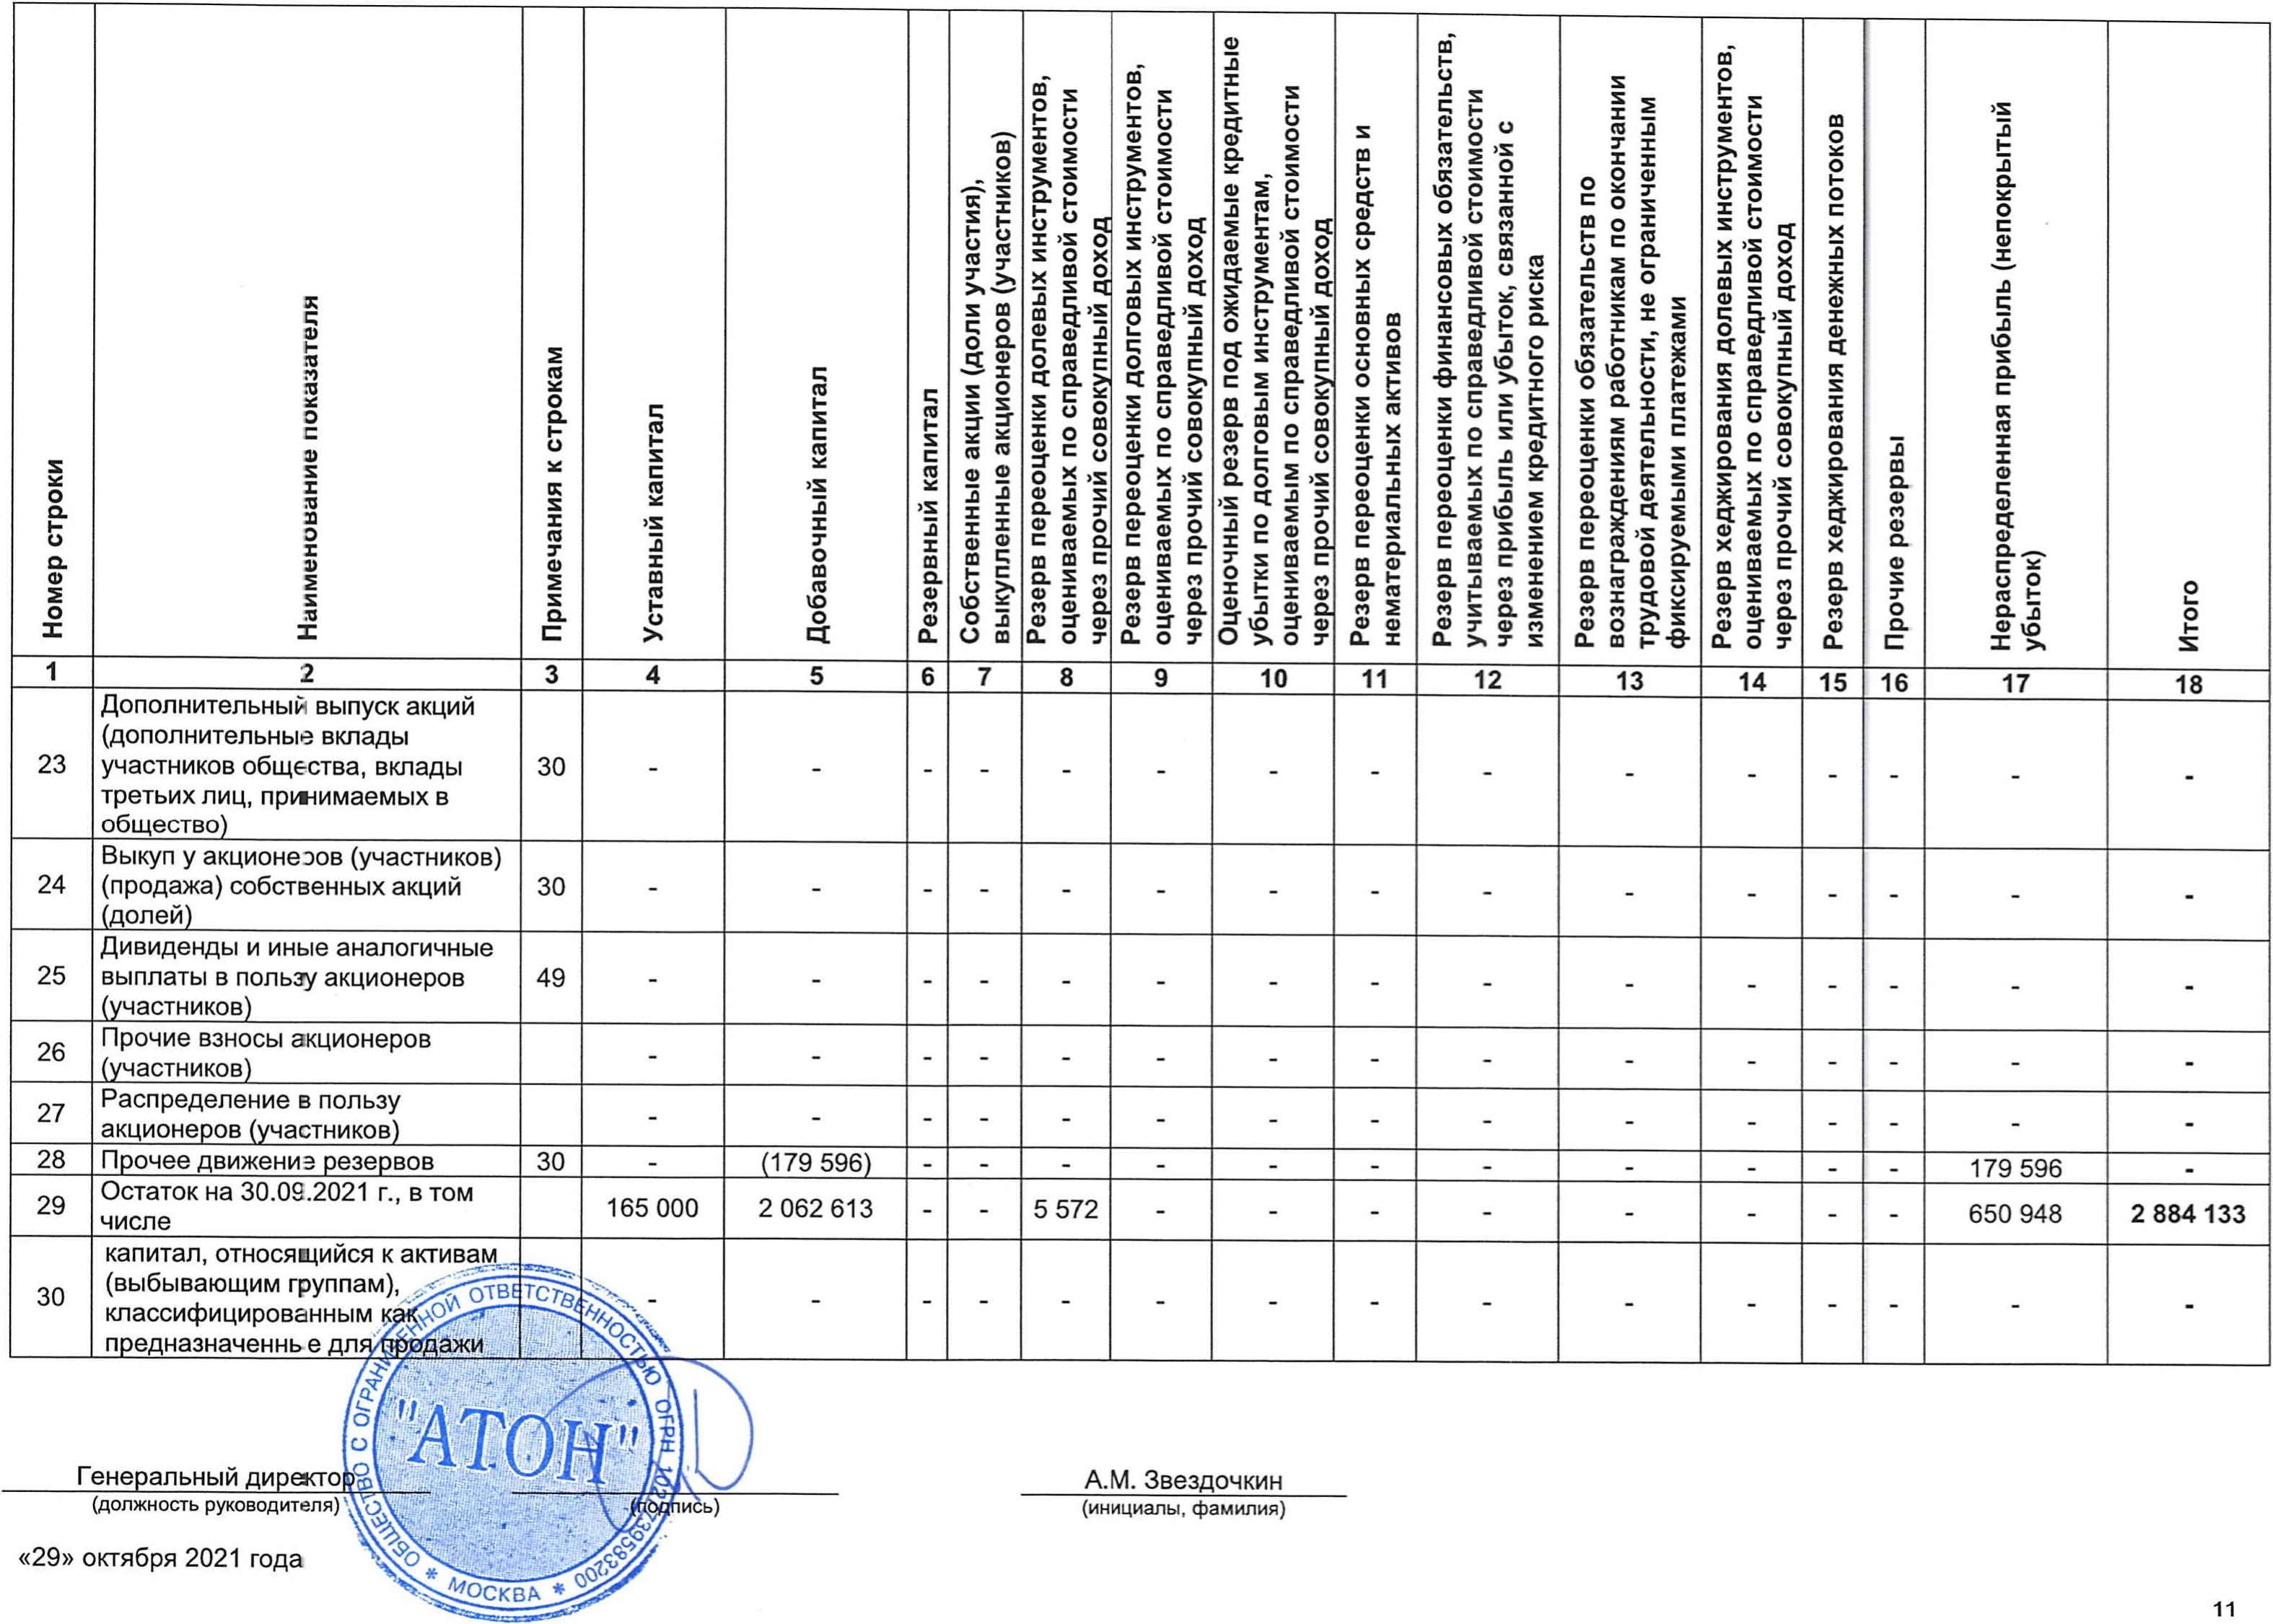 Номер строки
Наименование показателя
Примечания к строкам
Уставный капитал
Добавочный капитал
Резервный капитал
Собственные акции (доли участия),
выкупленные акционеров (участников)
Резерв переоценки долевых инструментов,
оцениваемых по справедливой стоимости
через прочий совокупный доход
Резерв переоценки долговых инструментов,
оцениваемых по справедливой стоимости
через прочий совокупный доход
Оценочный резерв под ожидаемые кредитные
убытки по долговым инструментам,
оцениваемым по справедливой стоимости
через прочий совокупный доход
Резерв переоценки основных средств и
нематериальных активов
Резерв переоценки финансовых обязательств,
учитываемых по справедливой стоимости
через прибыль или убыток, связанной с
изменением кредитного риска
Резерв переоценки обязательств по
вознаграждениям работникам по окончании
трудовой деятельности, не ограниченным
фиксируемыми платежами
Резерв хеджирования долевых инструментов,
оцениваемых по справедливой стоимости
через прочий совокупный доход
Резерв хеджирования денежных потоков
Прочие резервы
Нераспределенная прибыль (непокрытый
убыток)
Итого
1 2 3 4 5 6 7 8 9 10 11 12 13 14 15 16 17 18
23 Дополнительный выпуск акций
(дополнительные вклады
участников общества, вклады
третьих лиц, принимаемых в
общество) 30 - - - - - - - - - - - - - - -
24 Выкуп у акционеров (участников)
(продажа) собственных акций
(долей) 30 - - - - - - - - - - - - - - -
25 Дивиденды и иные аналогичные
выплаты в пользу акционеров
(участников) 49 - - - - - - - - - - - - - - -
26 Прочие взносы акционеров
(участников) - - - - - - - - - - - - - - -
27 Распределение в пользу
акционеров (участников) - - - - - - - - - - - - - - -
28 Прочее движение резервов 30 - (179 596) - - - - - - - - - - - 179 596 -
29 Остаток на 30.09.2021 г., в том
числе 165 000 2 062 613 - - 5 572 - - - - - - - - 650 948 2 884 133
30 капитал, относящийся к активам
(выбывающим группам),
классифицированным как
предназначенные для продажи - - - - - - - - - - - - - - -
ОБЩЕСТВО С ОГРАНИЧЕННОЙ ОТВЕТСТВЕННОСТЬЮ ОГРН 1027739583200
* МОСКВА *
"АТОН"
Генеральный директор
(должность руководителя)
(подпись)
А.М. Звездочкин
(инициалы, фамилия)
«29» октября 2021 года
11